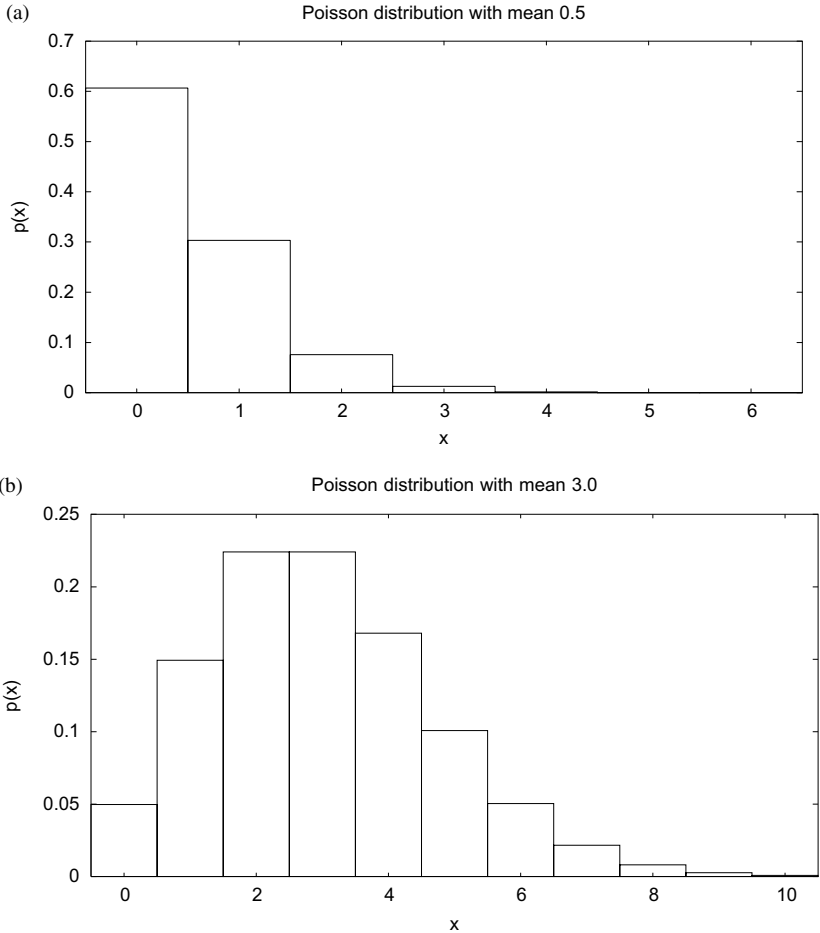 (a)
Poisson distribution with mean 0.5
0.7
0.6
0.5
0.4
0.3
0.2
0.1
0
p(x)
0 1 2 3 4 5 6
x
(b)
Poisson distribution with mean 3.0
0.25
0.2
0.15
0.1
0.05
0
p(x)
0 2 4 6 8 10
x